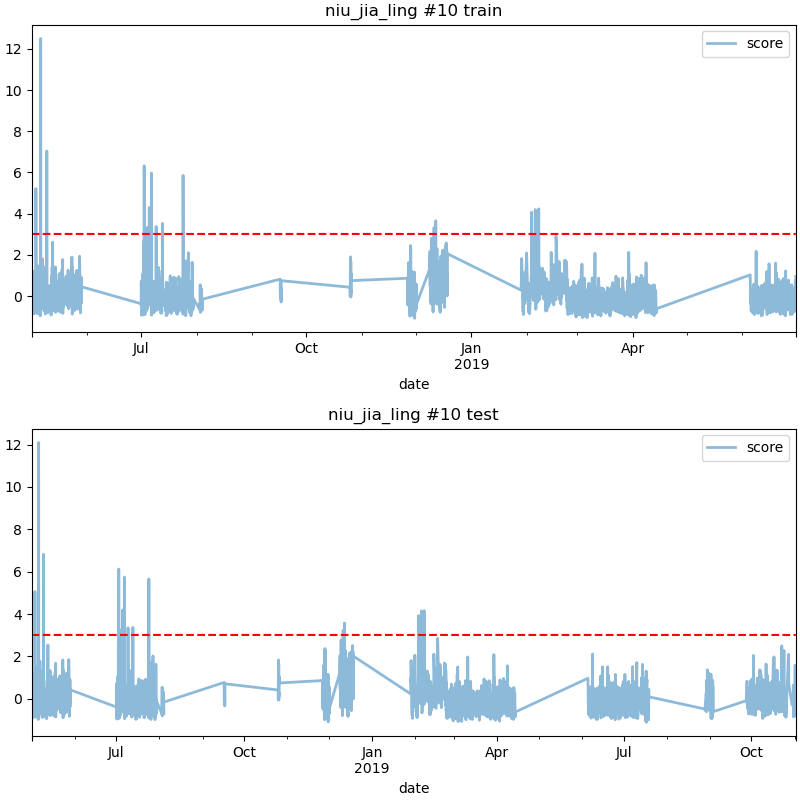 niu_jia_ling #10 train
score
12
10
8
6
4
2
0
Jul
Oct
Jan
2019
Apr
date
niu_jia_ling #10 test
score
12
10
8
6
4
2
0
Jul
Oct
Jan
2019
Apr
Jul
Oct
date